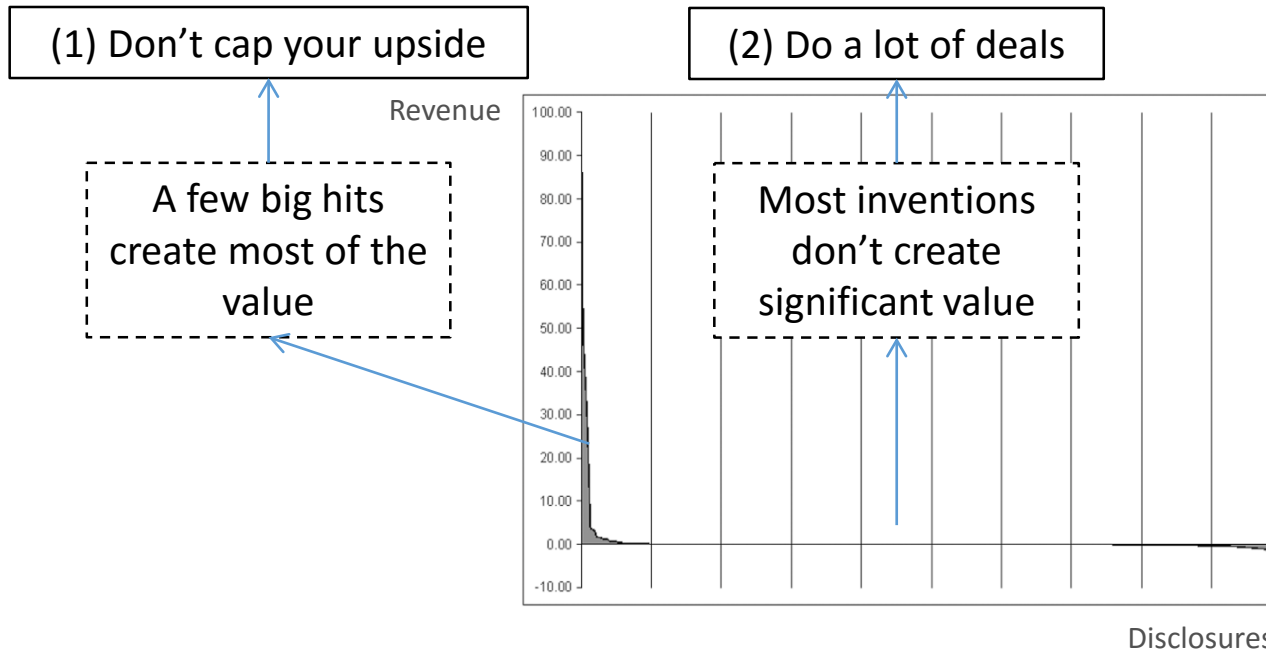 (1) Don’t cap your upside
(2) Do a lot of deals
Revenue
A few big hits
create most of the
value
Most inventions
don’t create
significant value
100.00
90.00
80.00
70.00
60.00
50.00
40.00
30.00
20.00
10.00
0.00
-10.00
Disclosures